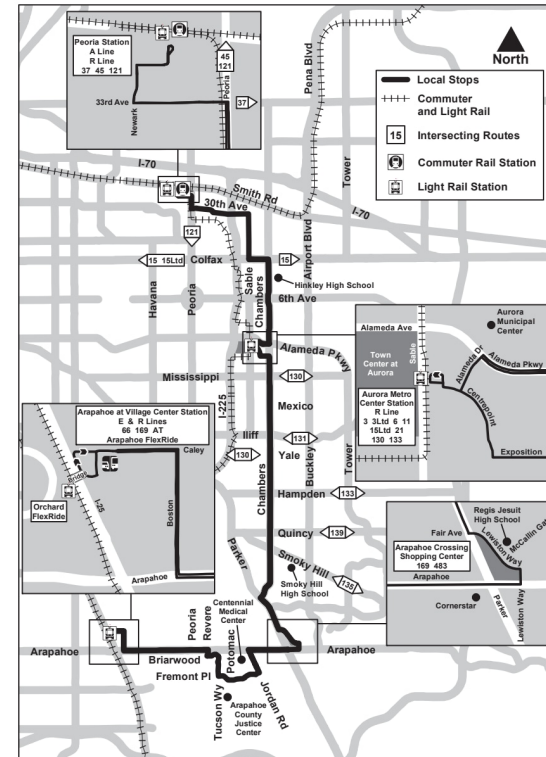 Peoria Station
A Line
R Line
37 45 121
45
121
Peoria
33rd Ave
37
Newark
Pena Blvd
North
Local Stops
Commuter
and Light Rail
15
Intersecting Routes
Commuter Rail Station
Light Rail Station
Tower
I-70
Smith Rd
30th Ave
I-70
121
15 15Ltd
Colfax
15
Airport Blvd
Hinkley High School
Havana
Peoria
Sable
Chambers
6th Ave
Alameda Pkwy
Mississippi
130
I-225
Mexico
Iliff
130
131
Yale
Buckley
Tower
Chambers
Hampden
133
Quincy
139
Parker
Smoky Hill
135
Smoky Hill
High School
Alameda Ave
Aurora
Municipal
Center
Sable
Town
Center at
Aurora
Alameda Dr
Alameda Pkwy
Aurora Metro
Center Station
R Line
3 3Ltd 6 11
15Ltd 21
130 133
Centrepoint
Exposition
Arapahoe at Village Center Station
E & R Lines
66 169 AT
Arapahoe FlexRide
Caley
Bridge
Orchard
FlexRide
I-25
Boston
Arapahoe
Regis Jesuit
High School
Fair Ave
Lewiston Way
McCallin Gat
Arapahoe Crossing
Shopping Center
169 483
Arapahoe
Cornerstar
Parker
Lewiston Way
Peoria
Revere
Centennial
Medical
Center
Potomac
Arapahoe
Briarwood
Fremont Pl
Arapahoe
Tucson Wy
Jordan Rd
Arapahoe
County
Justice
Center